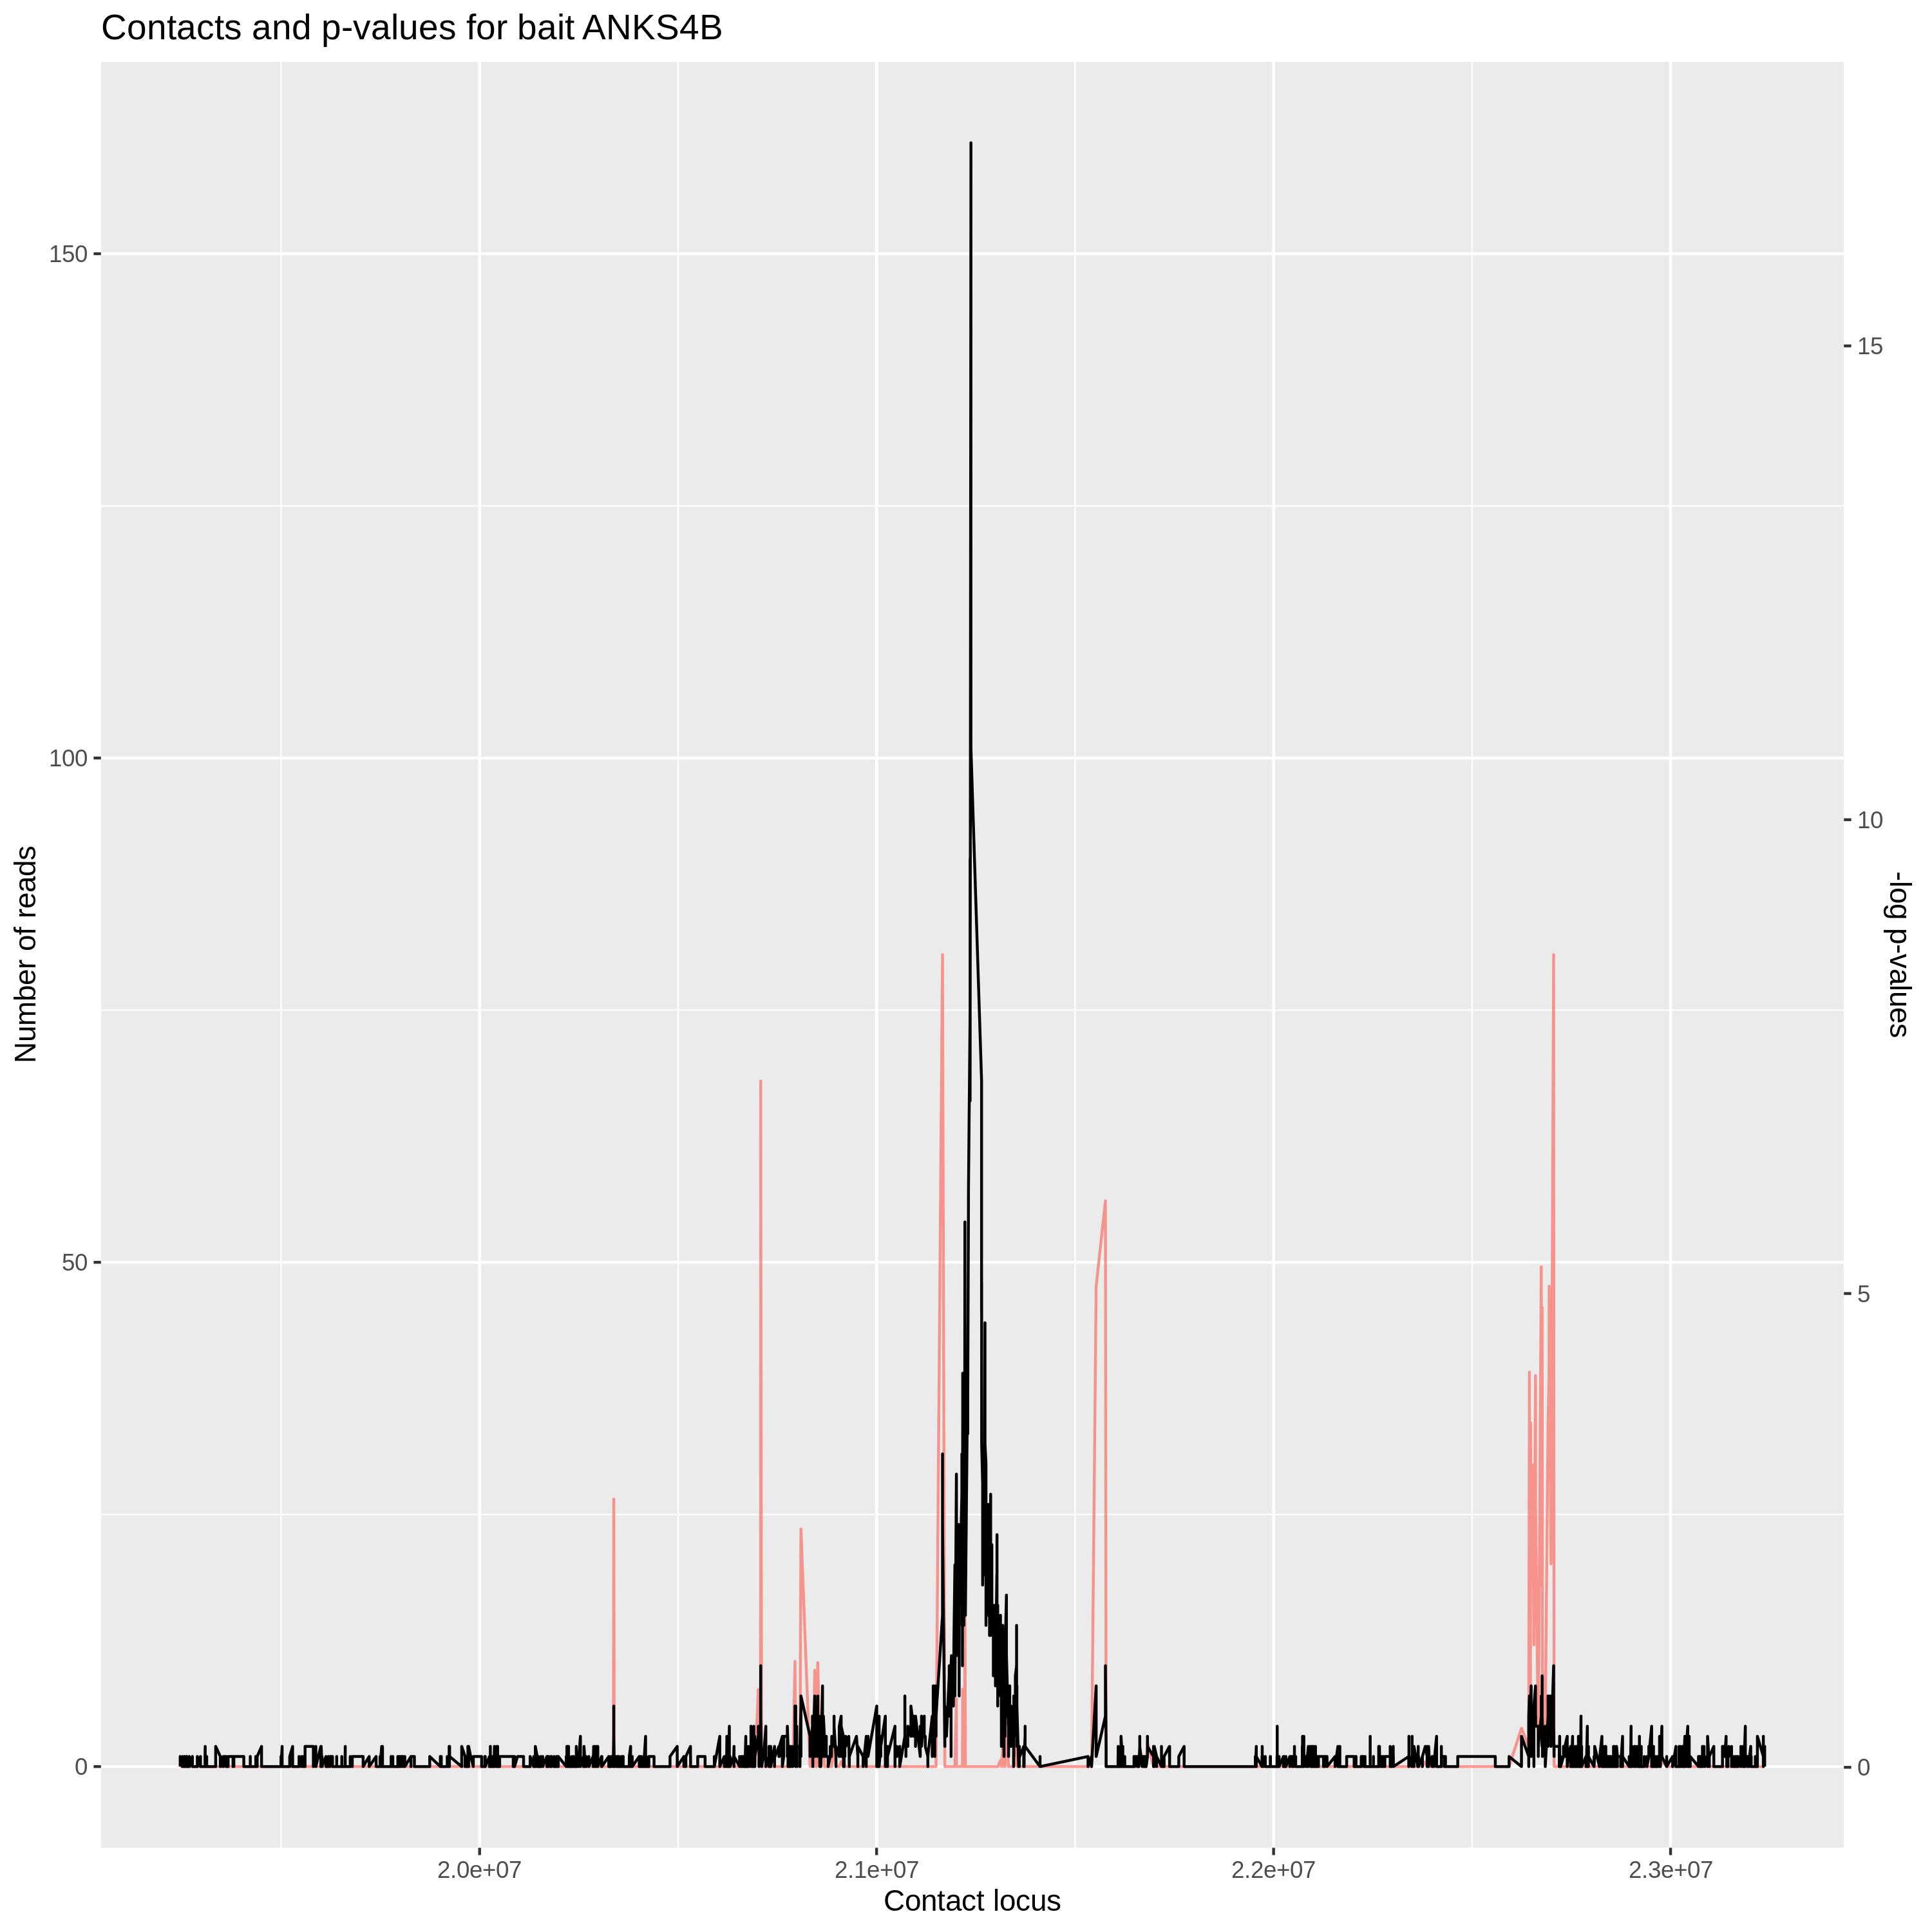 Contacts and p-values for bait ANKS4B
150
100
50
0
Number of reads
15
10
5
0
-log p-values
2.0e+07
2.1e+07
2.2e+07
2.3e+07
Contact locus